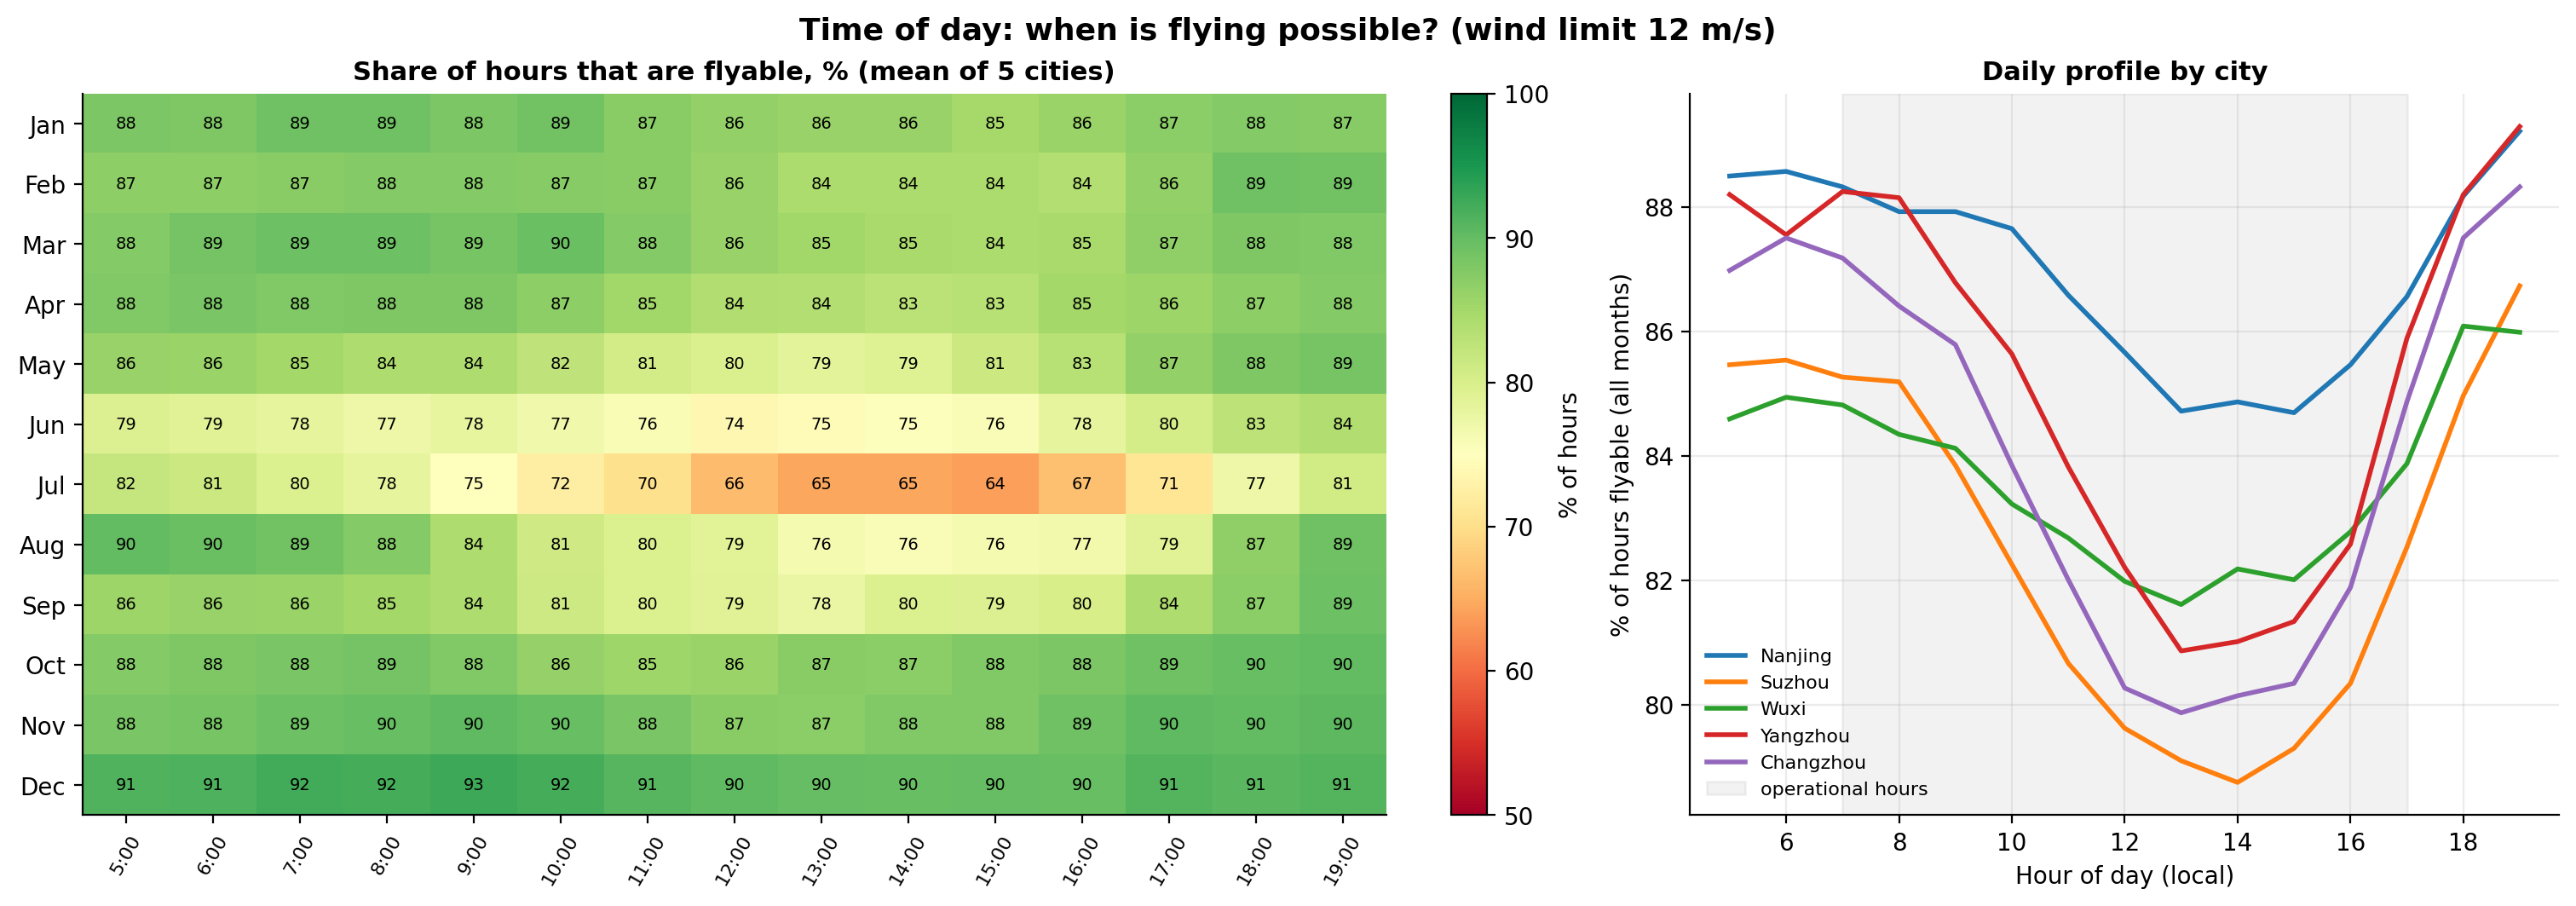 Time of day: when is flying possible? (wind limit 12 m/s)
Share of hours that are flyable, % (mean of 5 cities)
Jan 88 88 89 89 88 89 87 86 86 86 85 86 87 88 87
Feb 87 87 87 88 88 87 87 86 84 84 84 84 86 89 89
Mar 88 89 89 89 89 90 88 86 85 85 84 85 87 88 88
Apr 88 88 88 88 88 87 85 84 84 83 83 85 86 87 88
May 86 86 85 84 84 82 81 80 79 79 81 83 87 88 89
Jun 79 79 78 77 78 77 76 74 75 75 76 78 80 83 84
Jul 82 81 80 78 75 72 70 66 65 65 64 67 71 77 81
Aug 90 90 89 88 84 81 80 79 76 76 76 77 79 87 89
Sep 86 86 86 85 84 81 80 79 78 80 79 80 84 87 89
Oct 88 88 88 89 88 86 85 86 87 87 88 88 89 90 90
Nov 88 88 89 90 90 90 88 87 87 88 88 89 90 90 90
Dec 91 91 92 92 93 92 91 90 90 90 90 90 91 91 91
5:00 6:00 7:00 8:00 9:00 10:00 11:00 12:00 13:00 14:00 15:00 16:00 17:00 18:00 19:00
100
90
80
70
60
50
% of hours
Daily profile by city
% of hours flyable (all months)
88
86
84
82
80
Nanjing
Suzhou
Wuxi
Yangzhou
Changzhou
operational hours
6 8 10 12 14 16 18
Hour of day (local)